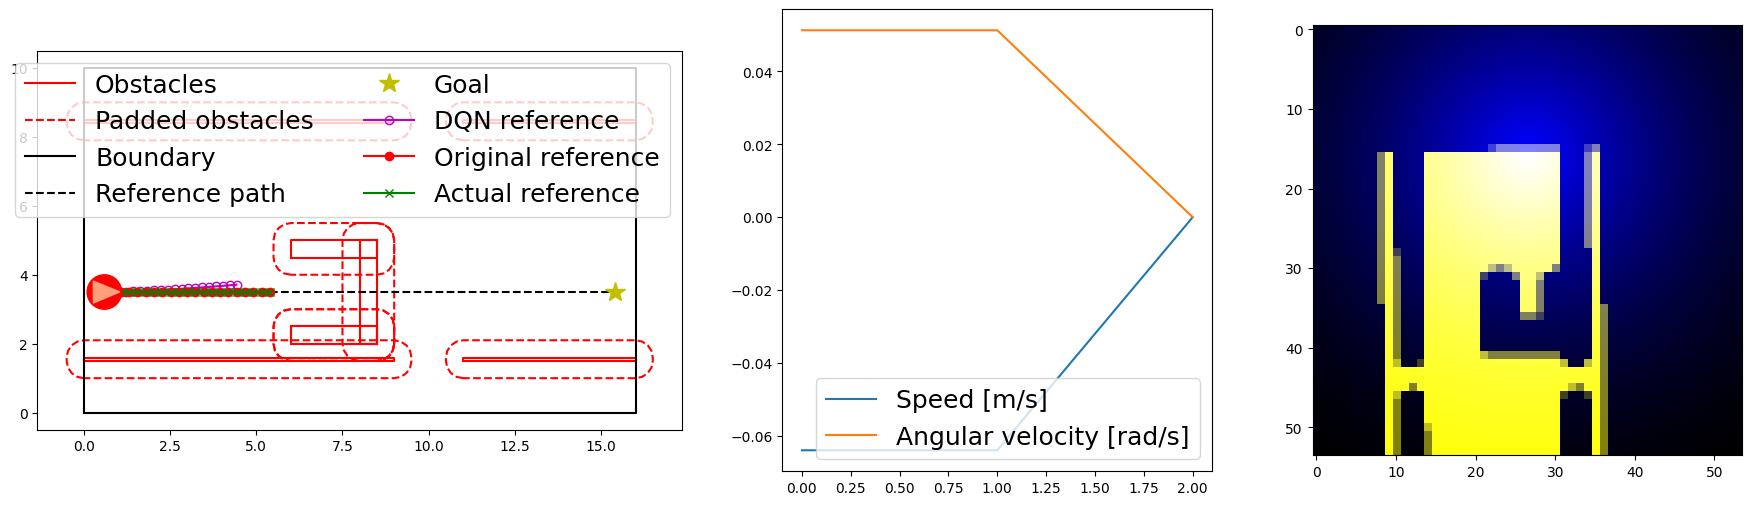 10
8
6
4
2
0
0.0 2.5 5.0 7.5 10.0 12.5 15.0
Obstacles
Padded obstacles
Boundary
Reference path
Goal
DQN reference
Original reference
Actual reference
0.04
0.02
0.00
−0.02
−0.04
−0.06
0.00 0.25 0.50 0.75 1.00 1.25 1.50 1.75 2.00
Speed [m/s]
Angular velocity [rad/s]
0
10
20
30
40
50
0 10 20 30 40 50